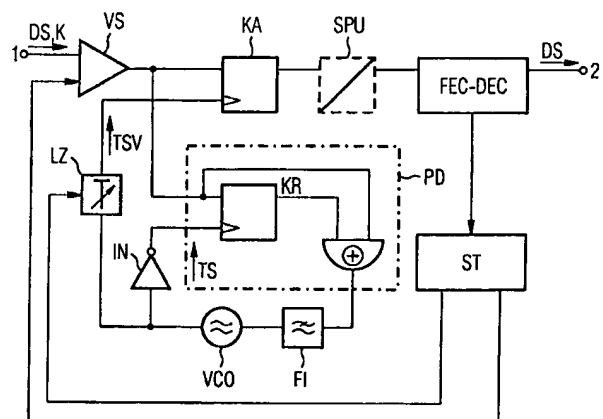 DS,K
VS
KA
SPU
DS
1
FEC-DEC
2
TSV
LZ
KR
PD
IN
TS
+
ST
VCO
FI